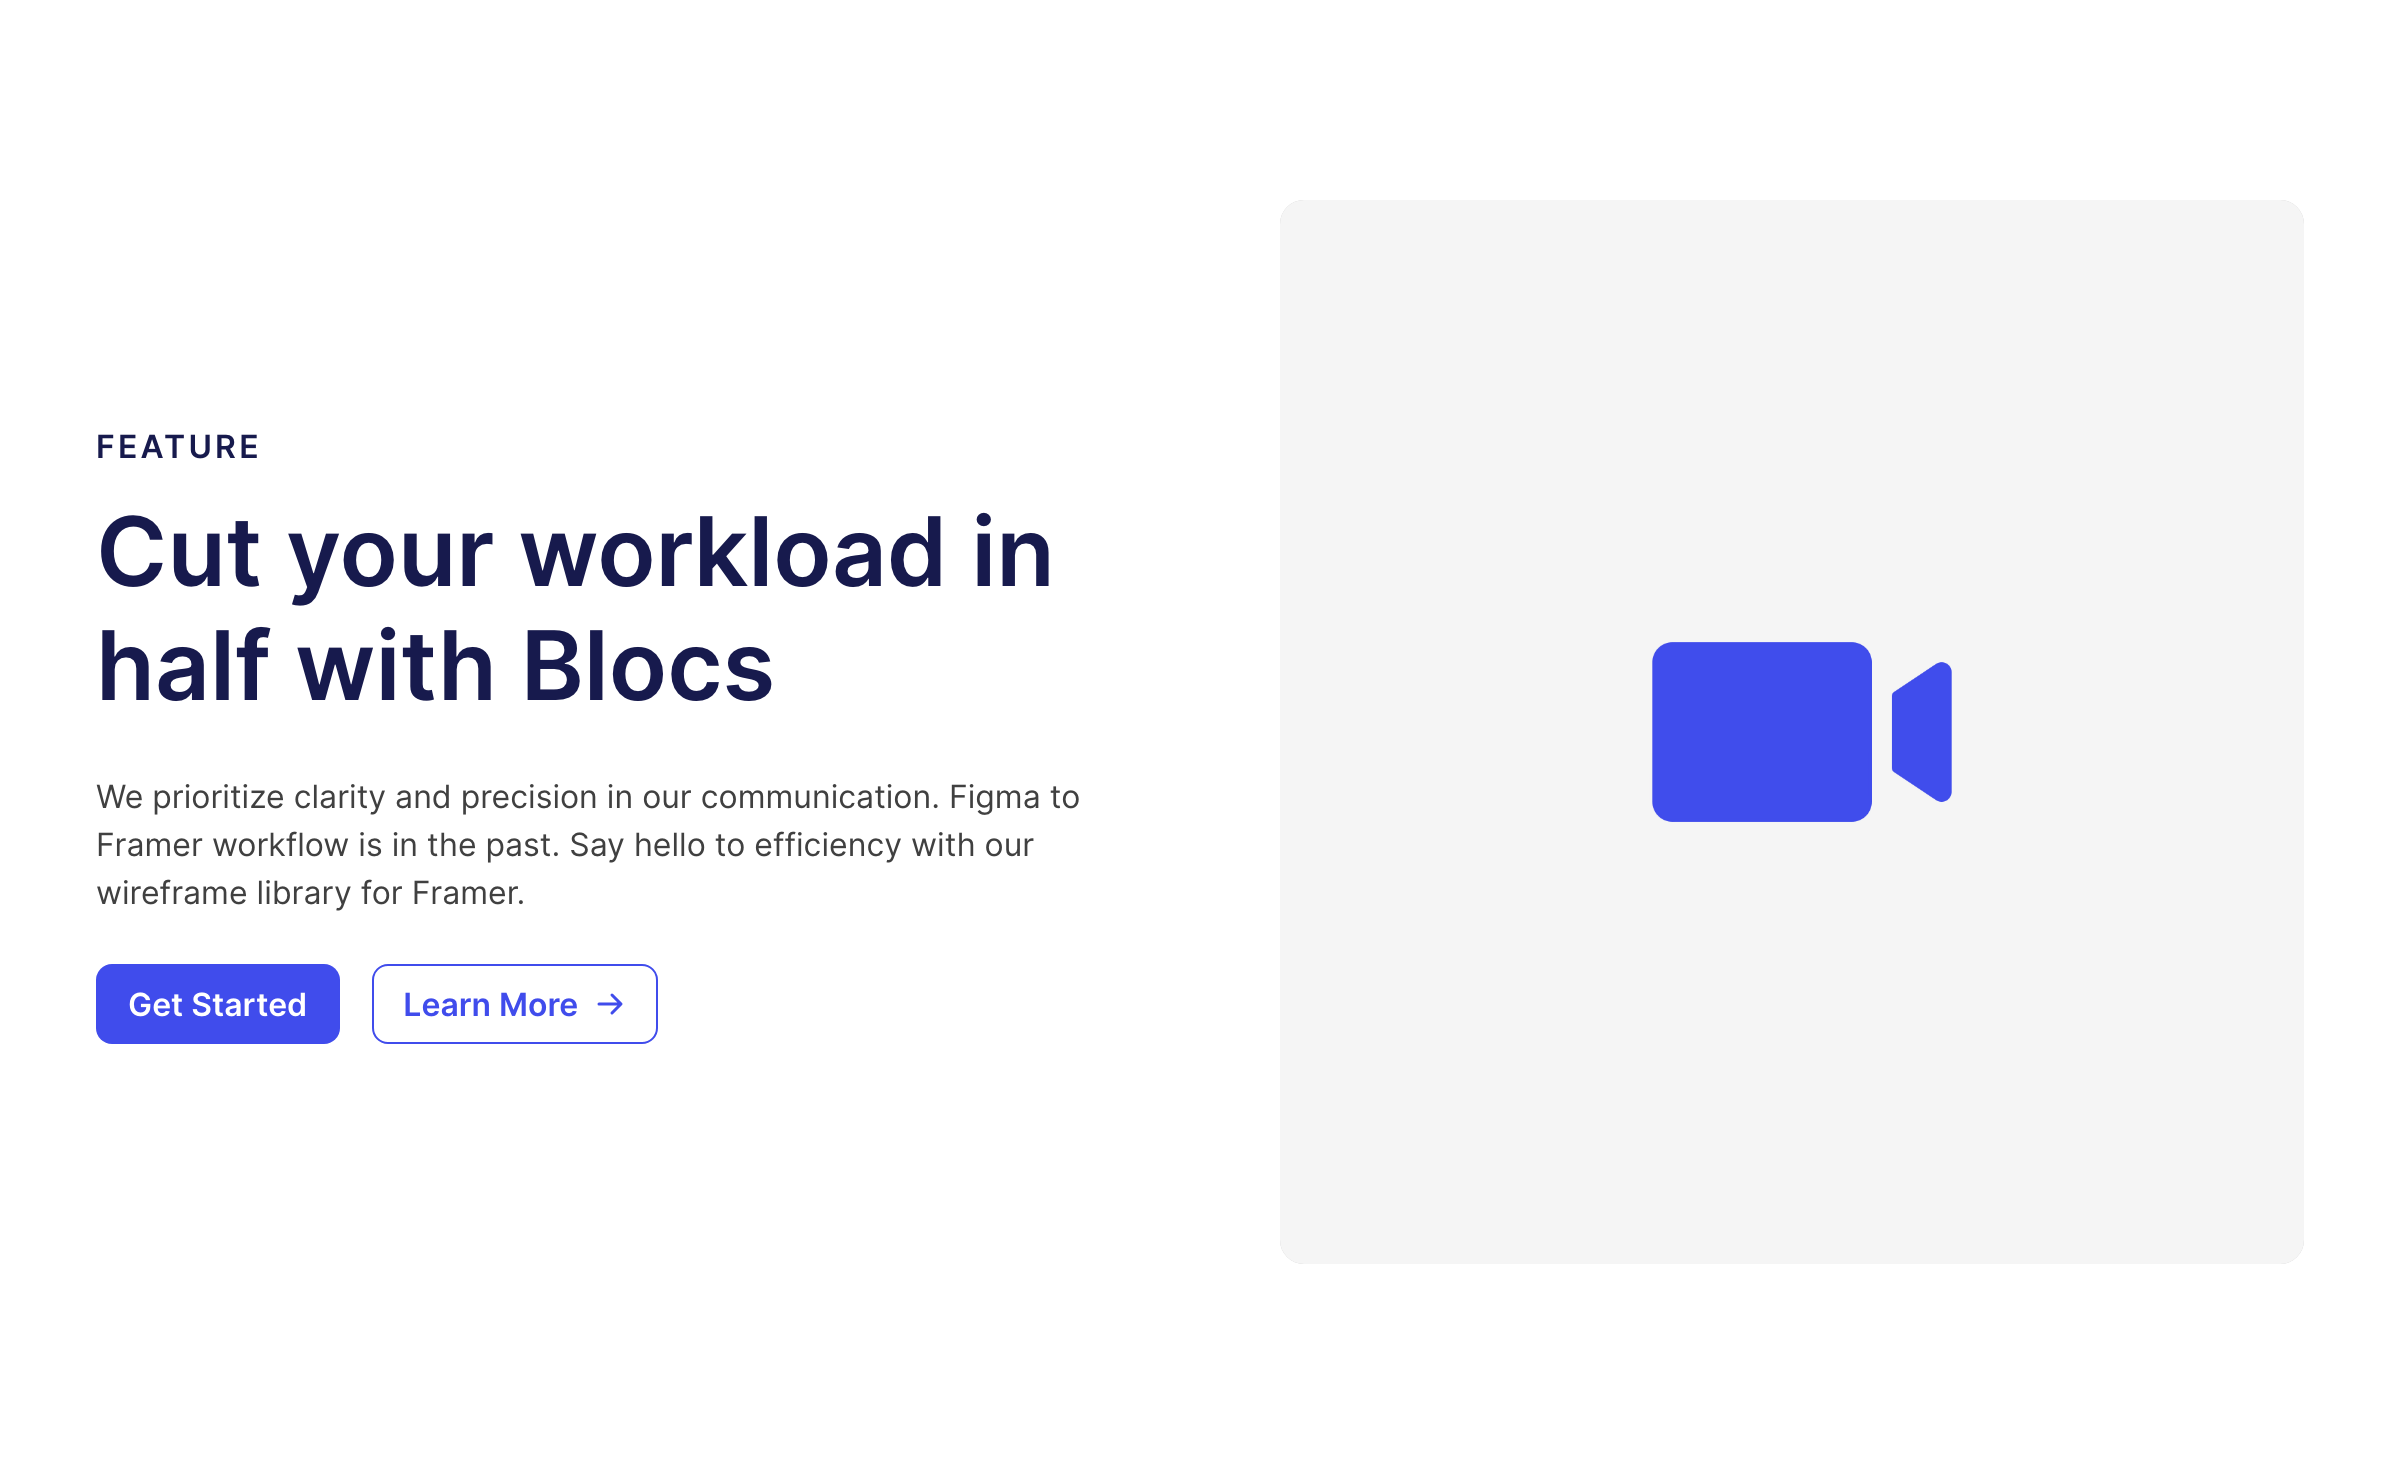 FEATURE
Cut your workload in
half with Blocs
We prioritize clarity and precision in our communication. Figma to
Framer workflow is in the past. Say hello to efficiency with our
wireframe library for Framer.
Get Started
Learn More →